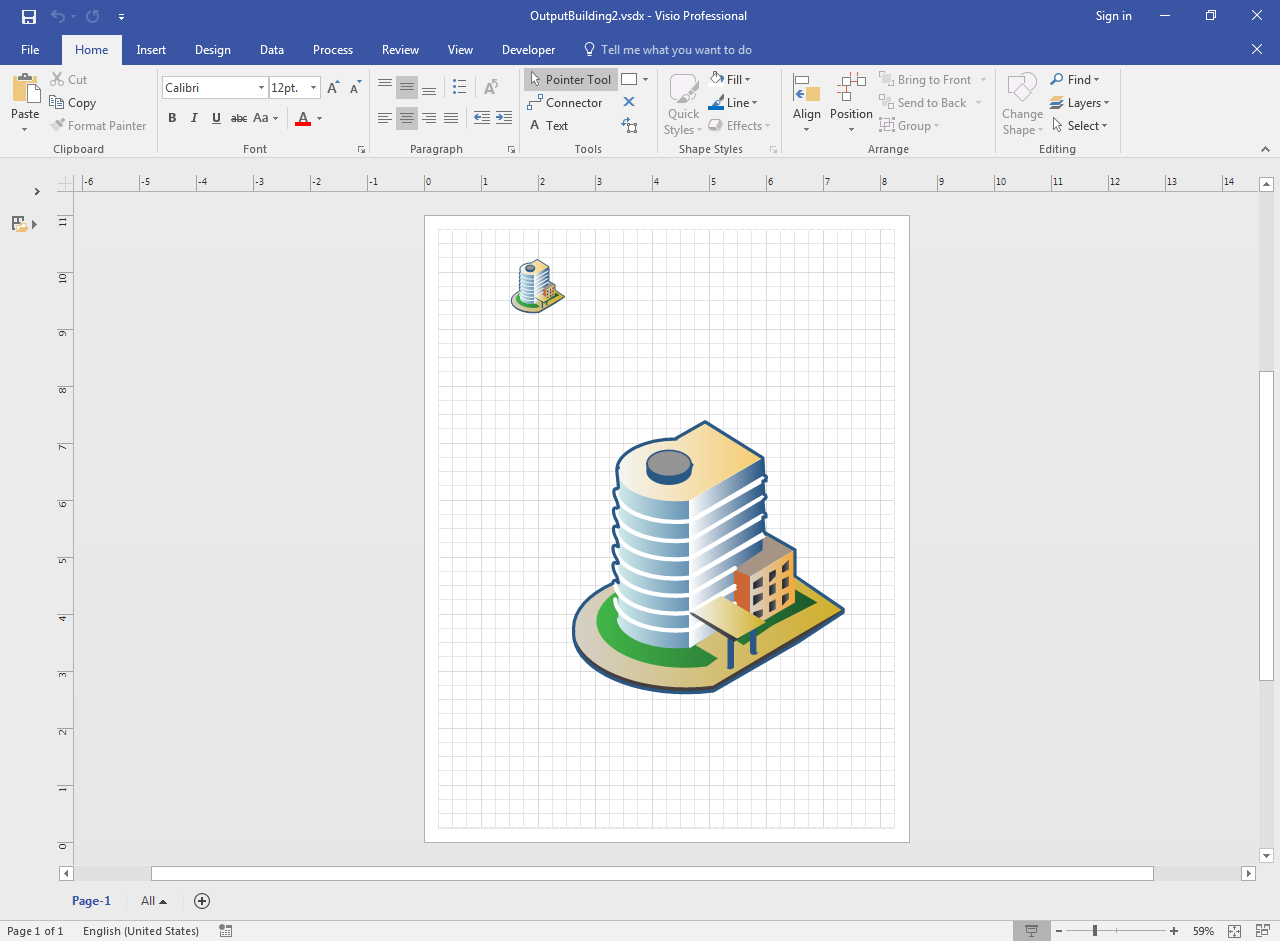 OutputBuilding2.vsdx - Visio Professional
Sign in
File Home Insert Design Data Process Review View Developer Tell me what you want to do
Paste
Cut
Copy
Format Painter
Clipboard
Calibri 12pt. A A
B I U abc Aa A
Font
Paragraph
Pointer Tool
Connector
A Text
Tools
Quick Styles
Fill
Line
Effects
Shape Styles
Align
Position
Bring to Front
Send to Back
Group
Arrange
Change Shape
Find
Layers
Select
Editing
-6 -5 -4 -3 -2 -1 0 1 2 3 4 5 6 7 8 9 10 11 12 13 14
11
10
9
8
7
6
5
4
3
2
1
0
Page-1 All
Page 1 of 1 English (United States) 59%